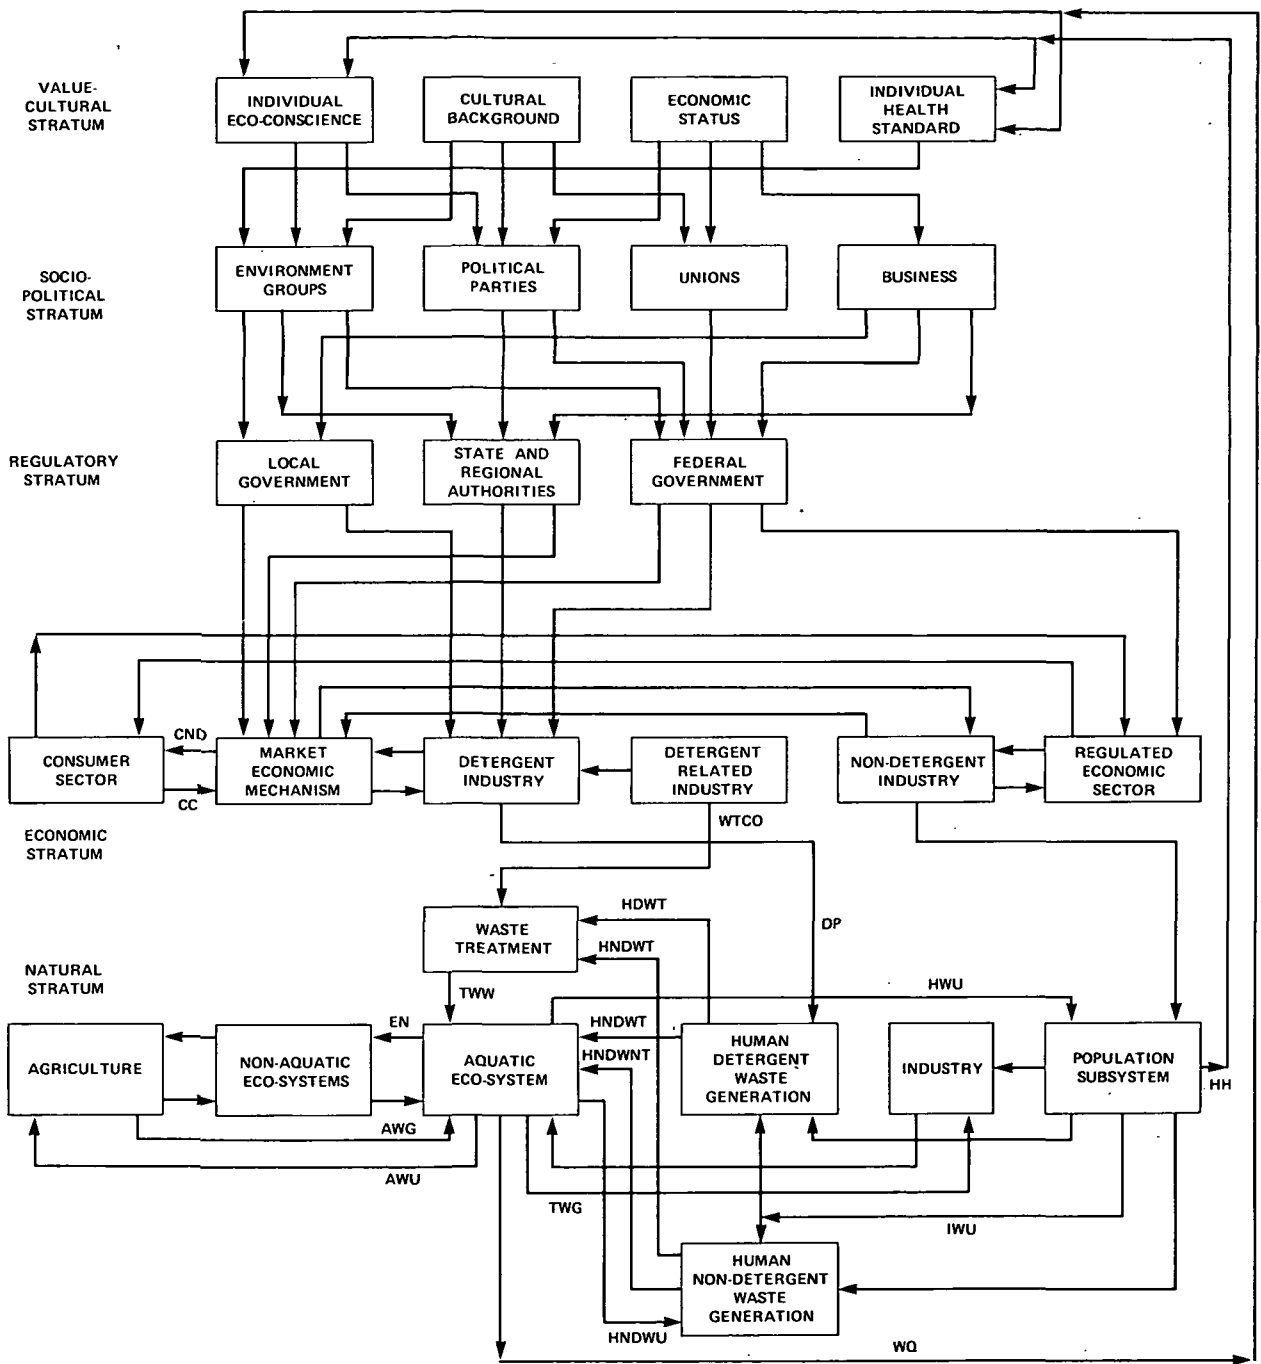 VALUE-
CULTURAL
STRATUM
INDIVIDUAL
ECO-CONSCIENCE
CULTURAL
BACKGROUND
ECONOMIC
STATUS
INDIVIDUAL
HEALTH
STANDARD
SOCIO-
POLITICAL
STRATUM
ENVIRONMENT
GROUPS
POLITICAL
PARTIES
UNIONS
BUSINESS
REGULATORY
STRATUM
LOCAL
GOVERNMENT
STATE AND
REGIONAL
AUTHORITIES
FEDERAL
GOVERNMENT
CONSUMER
SECTOR
CND
CC
MARKET
ECONOMIC
MECHANISM
DETERGENT
INDUSTRY
DETERGENT
RELATED
INDUSTRY
NON-DETERGENT
INDUSTRY
REGULATED
ECONOMIC
SECTOR
ECONOMIC
STRATUM
WTCO
WASTE
TREATMENT
HDWT
HNDWT
DP
NATURAL
STRATUM
TWW
HWU
AGRICULTURE
NON-AQUATIC
ECO-SYSTEMS
EN
AQUATIC
ECO-SYSTEM
HNDWT
HNDWNT
HUMAN
DETERGENT
WASTE
GENERATION
INDUSTRY
POPULATION
SUBSYSTEM
HH
AWG
AWU
TWG
IWU
HUMAN
NON-DETERGENT
WASTE
GENERATION
HNDWU
WQ